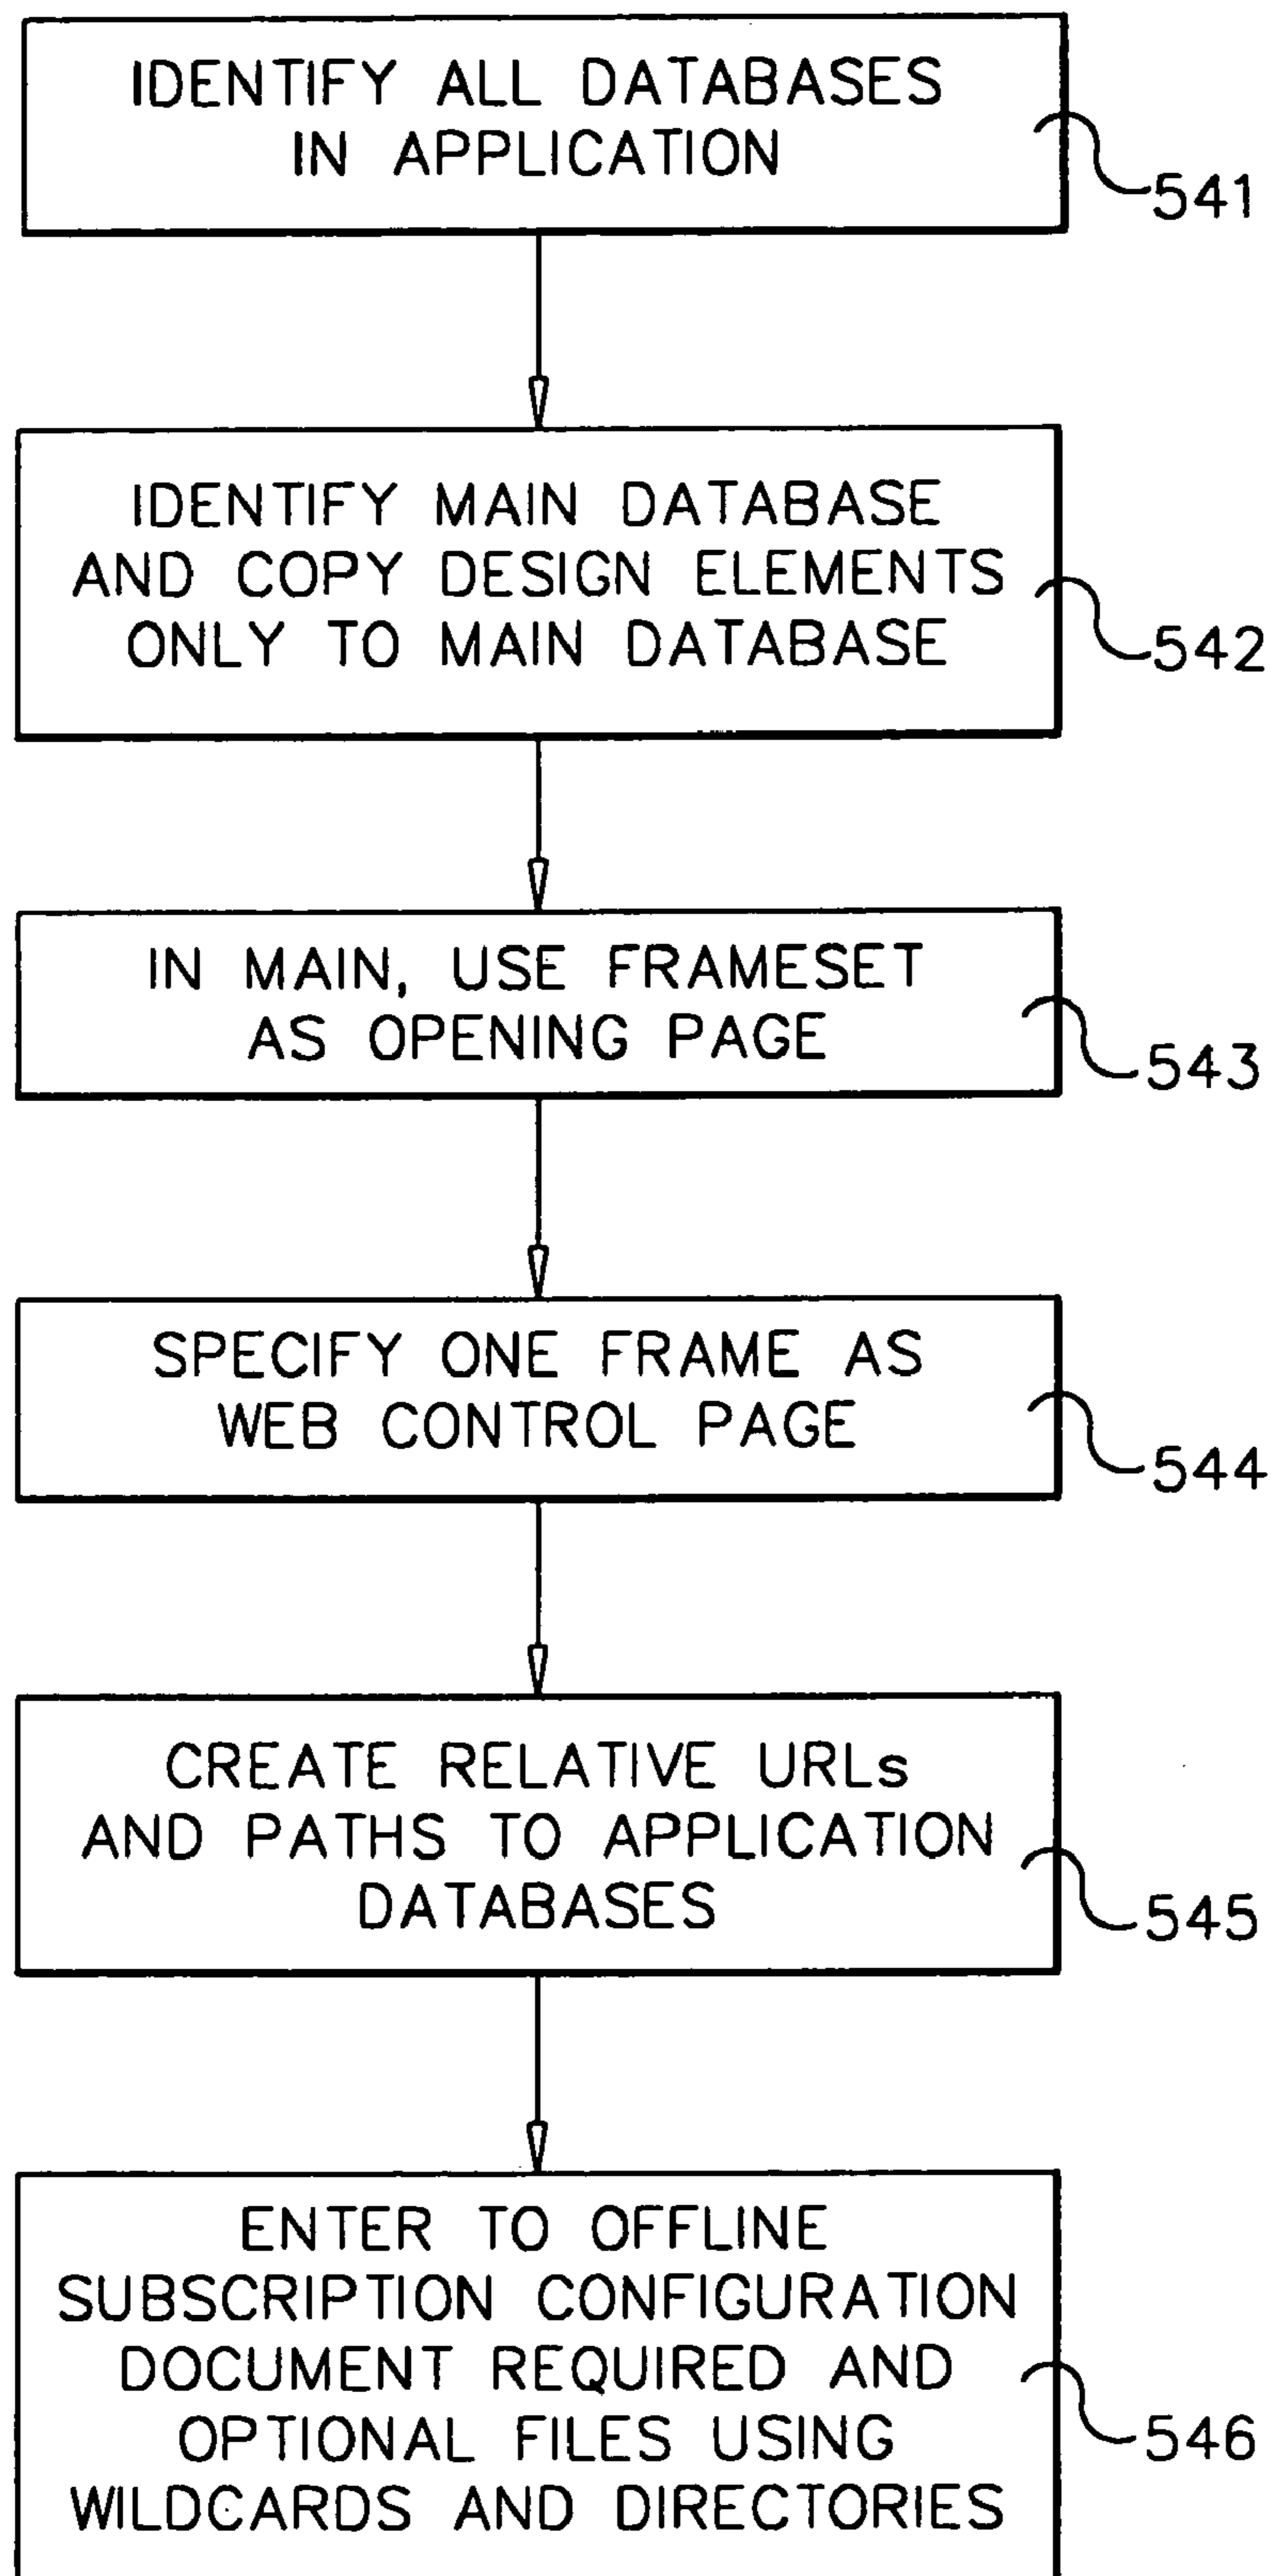 IDENTIFY ALL DATABASES
IN APPLICATION
541
IDENTIFY MAIN DATABASE
AND COPY DESIGN ELEMENTS
ONLY TO MAIN DATABASE
542
IN MAIN, USE FRAMESET
AS OPENING PAGE
543
SPECIFY ONE FRAME AS
WEB CONTROL PAGE
544
CREATE RELATIVE URLs
AND PATHS TO APPLICATION
DATABASES
545
ENTER TO OFFLINE
SUBSCRIPTION CONFIGURATION
DOCUMENT REQUIRED AND
OPTIONAL FILES USING
WILDCARDS AND DIRECTORIES
546